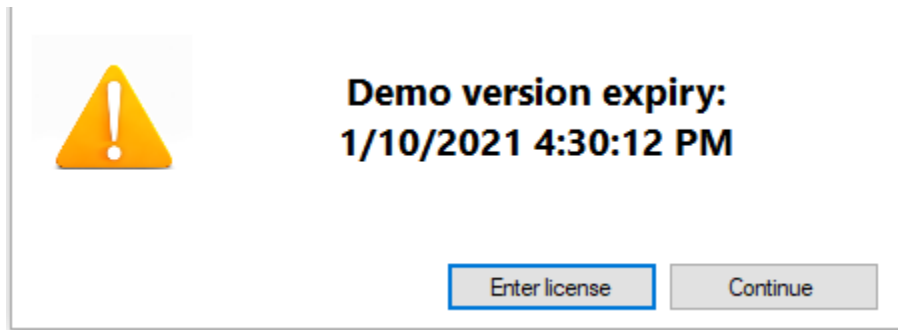 Demo version expiry:
1/10/2021 4:30:12 PM
Enter license
Continue